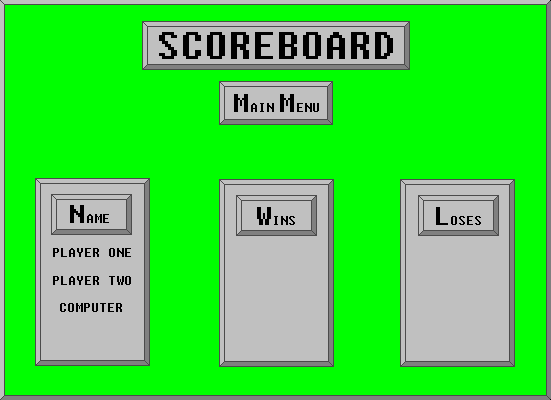 SCOREBOARD
Main Menu
Name
Wins
Loses
PLAYER ONE
PLAYER TWO
COMPUTER